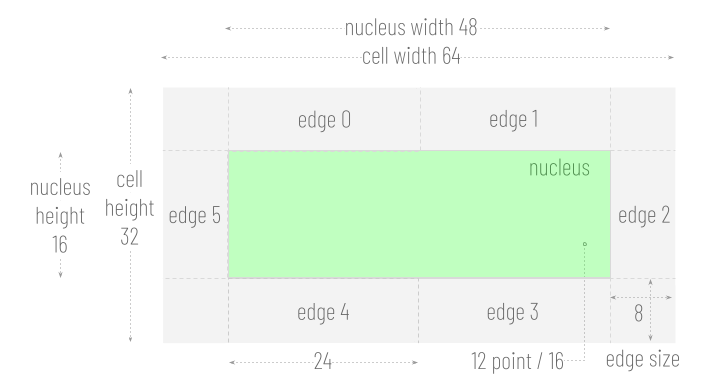 nucleus width 48
cell width 64
edge 0
edge 1
nucleus
nucleus
height
16
cell
height
32
edge 5
edge 2
edge 4
edge 3
8
24
12 point / 16
edge size